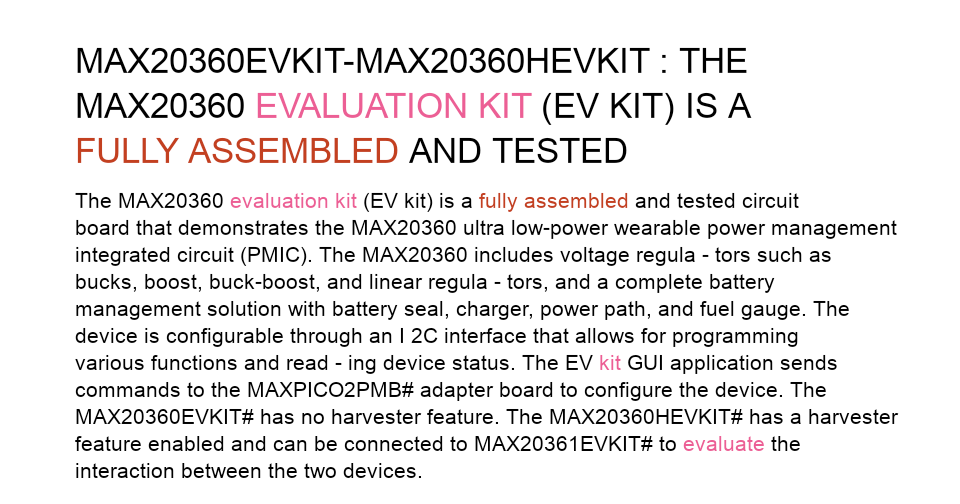 MAX20360EVKIT-MAX20360HEVKIT : THE
MAX20360 EVALUATION KIT (EV KIT) IS A
FULLY ASSEMBLED AND TESTED
The MAX20360 evaluation kit (EV kit) is a fully assembled and tested circuit
board that demonstrates the MAX20360 ultra low-power wearable power management
integrated circuit (PMIC). The MAX20360 includes voltage regula - tors such as
bucks, boost, buck-boost, and linear regula - tors, and a complete battery
management solution with battery seal, charger, power path, and fuel gauge. The
device is configurable through an I 2C interface that allows for programming
various functions and read - ing device status. The EV kit GUI application sends
commands to the MAXPICO2PMB# adapter board to configure the device. The
MAX20360EVKIT# has no harvester feature. The MAX20360HEVKIT# has a harvester
feature enabled and can be connected to MAX20361EVKIT# to evaluate the
interaction between the two devices.